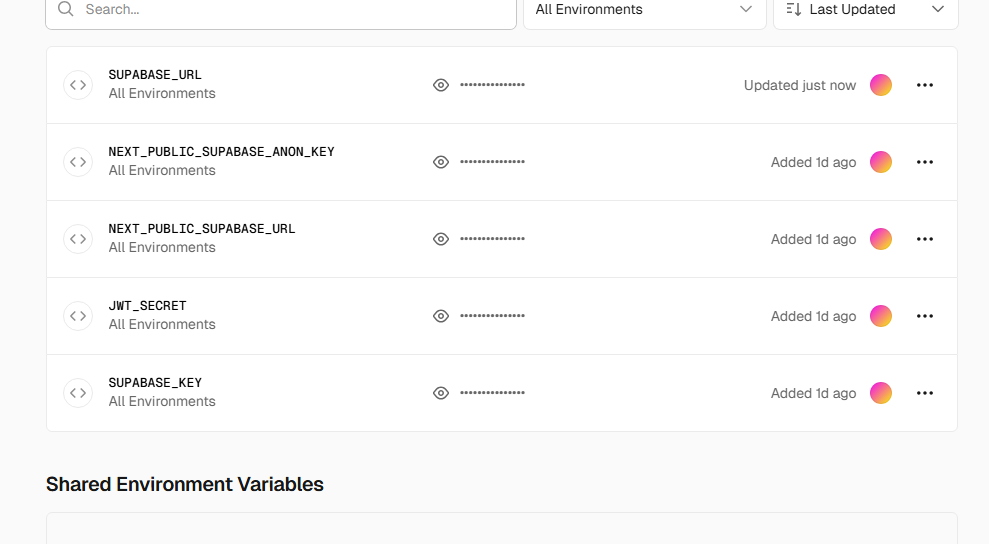 Search...
All Environments
Last Updated
SUPABASE_URL
All Environments
••••••••••••••
Updated just now
NEXT_PUBLIC_SUPABASE_ANON_KEY
All Environments
••••••••••••••
Added 1d ago
NEXT_PUBLIC_SUPABASE_URL
All Environments
••••••••••••••
Added 1d ago
JWT_SECRET
All Environments
••••••••••••••
Added 1d ago
SUPABASE_KEY
All Environments
••••••••••••••
Added 1d ago
Shared Environment Variables